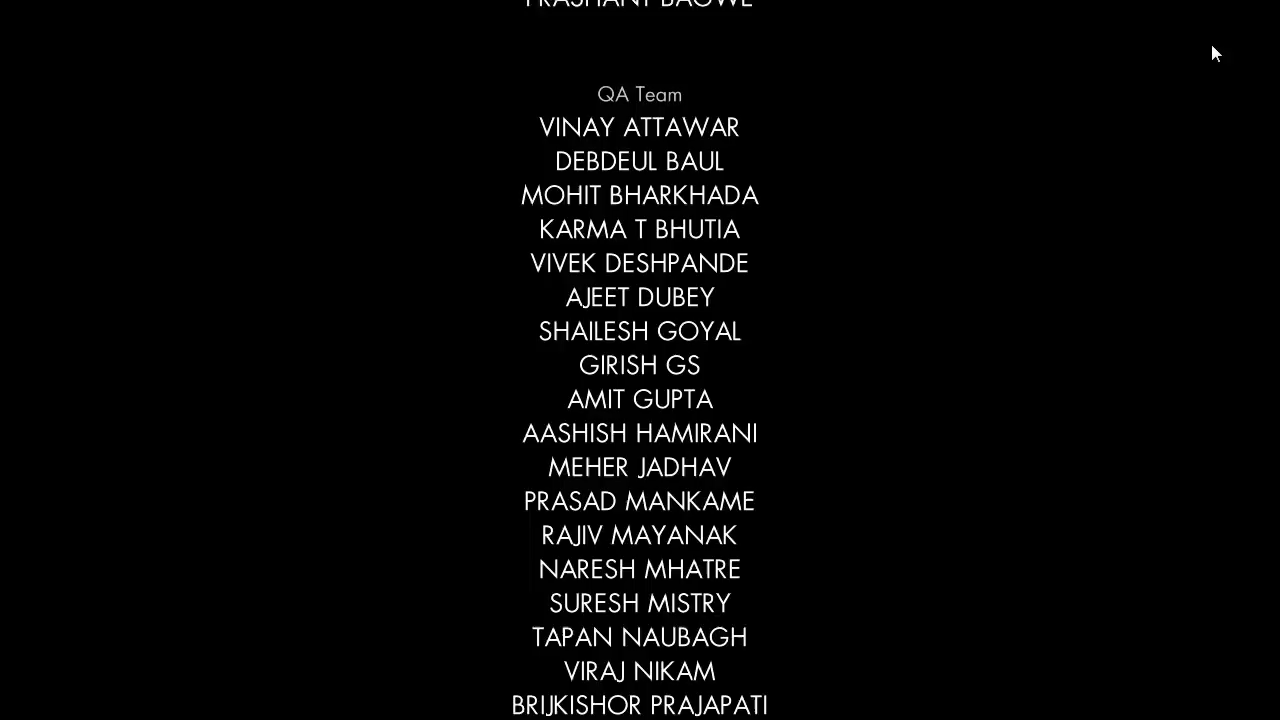 PRASHANT BAGWE
QA Team
VINAY ATTAWAR
DEBDEUL BAUL
MOHIT BHARKHADA
KARMA T BHUTIA
VIVEK DESHPANDE
AJEET DUBEY
SHAILESH GOYAL
GIRISH GS
AMIT GUPTA
AASHISH HAMIRANI
MEHER JADHAV
PRASAD MANKAME
RAJIV MAYANAK
NARESH MHATRE
SURESH MISTRY
TAPAN NAUBAGH
VIRAJ NIKAM
BRIJKISHOR PRAJAPATI